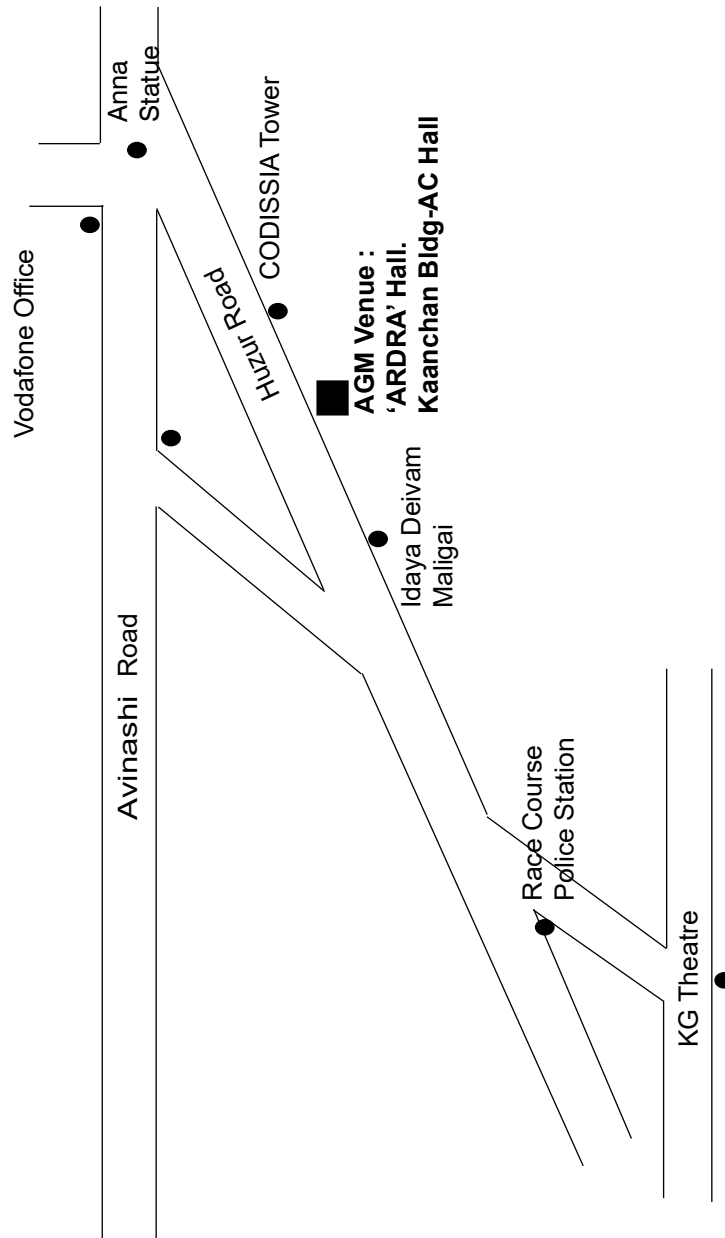 Vodafone Office
Anna
Statue
Avinashi Road
Huzur Road
CODISSIA Tower
AGM Venue :
‘ARDRA’ Hall.
Kaanchan Bldg-AC Hall
Idaya Deivam
Maligai
Race Course
Police Station
KG Theatre